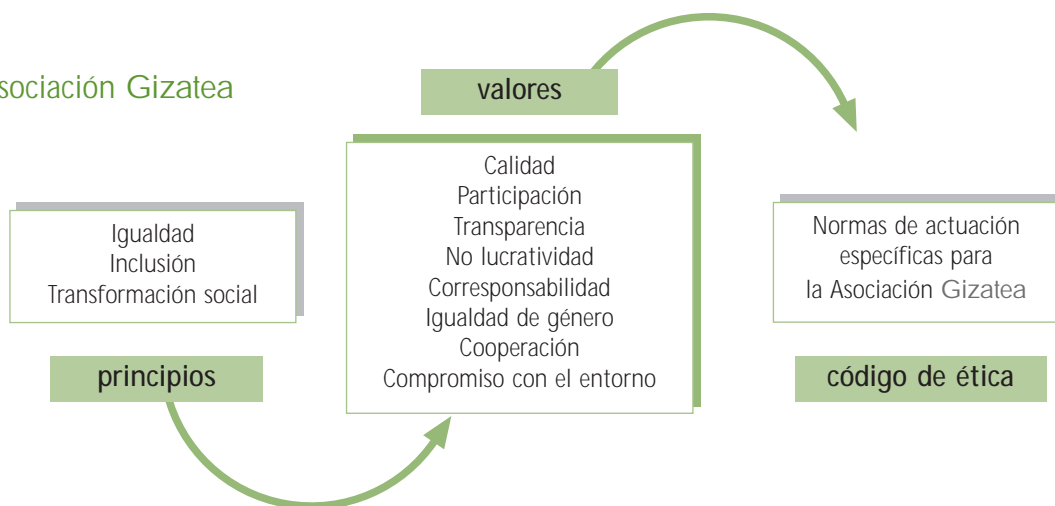 sociación Gizatea
principios
Igualdad
Inclusión
Transformación social
valores
Calidad
Participación
Transparencia
No lucratividad
Corresponsabilidad
Igualdad de género
Cooperación
Compromiso con el entorno
Normas de actuación
específicas para
la Asociación Gizatea
código de ética